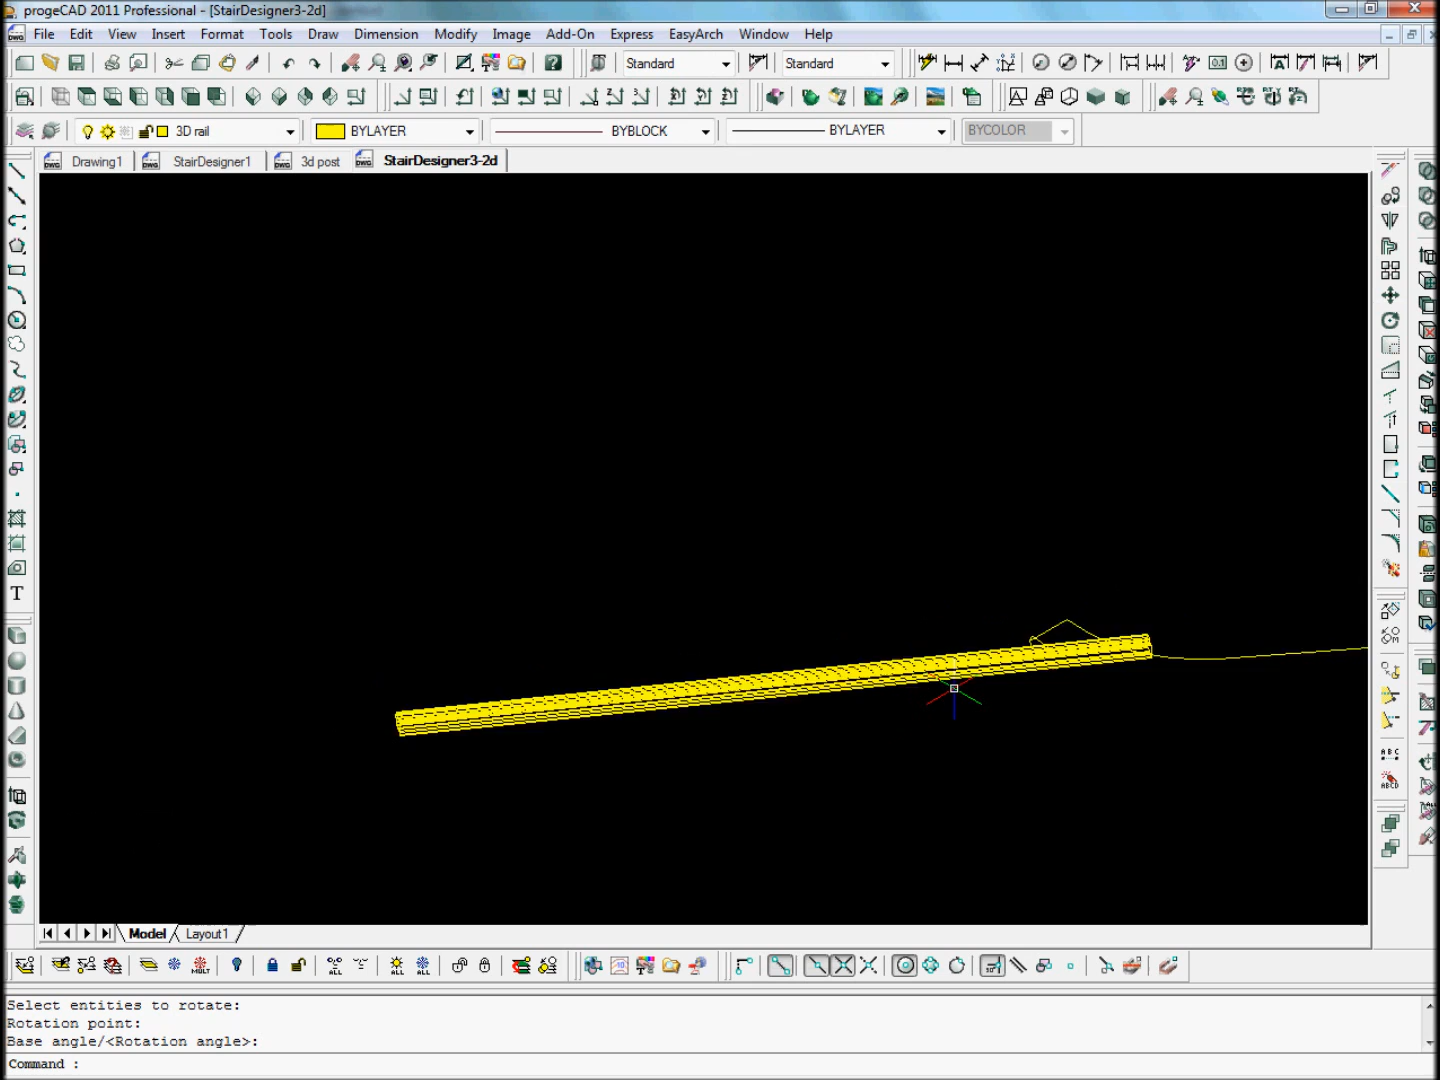 progeCAD 2011 Professional - [StairDesigner3-2d]
File Edit View Insert Format Tools Draw Dimension Modify Image Add-On Express EasyArch Window Help
Standard Standard
3D rail BYLAYER BYBLOCK BYLAYER BYCOLOR
Drawing1 StairDesigner1 3d post StairDesigner3-2d
T
Model Layout1
Select entities to rotate:
Rotation point:
Base angle/<Rotation angle>:
Command :